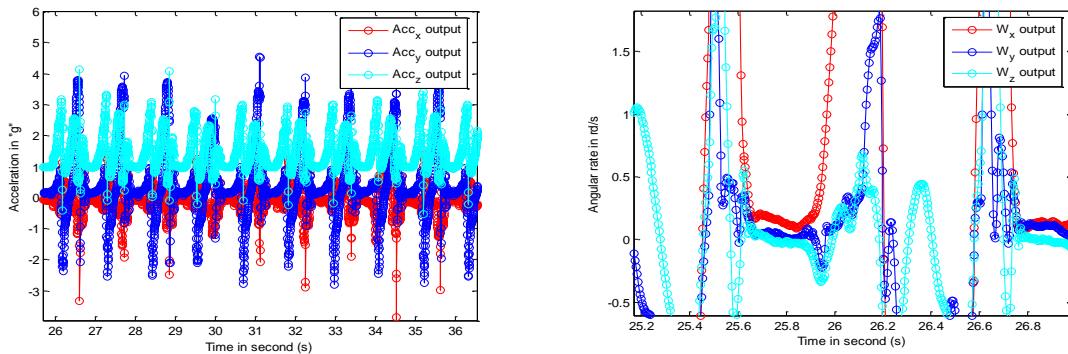 6
5
4
3
2
1
0
-1
-2
-3
Acclration in "g"
26 27 28 29 30 31 32 33 34 35 36
Time in second (s)
Acc_x output
Acc_y output
Acc_z output
1.5
1
0.5
0
-0.5
Angular rate in rd/s
25.2 25.4 25.6 25.8 26 26.2 26.4 26.6 26.8
Time in second (s)
W_x output
W_y output
W_z output